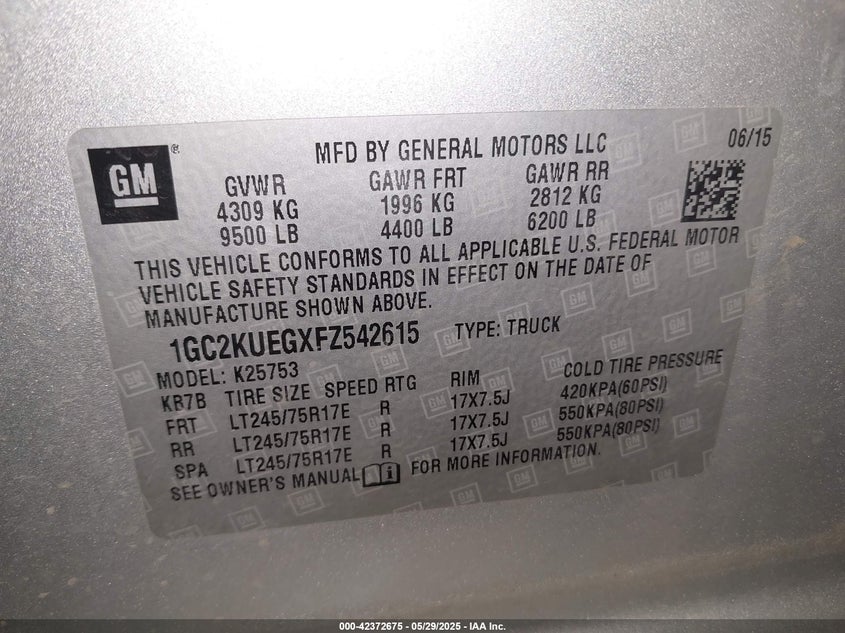 GM
MFD BY GENERAL MOTORS LLC
06/15
GVWR GAWR FRT GAWR RR
4309 KG 1996 KG 2812 KG
9500 LB 4400 LB 6200 LB
THIS VEHICLE CONFORMS TO ALL APPLICABLE U.S. FEDERAL MOTOR
VEHICLE SAFETY STANDARDS IN EFFECT ON THE DATE OF
MANUFACTURE SHOWN ABOVE.
1GC2KUEGXFZ542615 TYPE: TRUCK
MODEL: K25753
KB7B TIRE SIZE SPEED RTG RIM COLD TIRE PRESSURE
FRT LT245/75R17E R 17X7.5J 420KPA(60PSI)
RR LT245/75R17E R 17X7.5J 550KPA(80PSI)
SPA LT245/75R17E R 17X7.5J 550KPA(80PSI)
SEE OWNER'S MANUAL FOR MORE INFORMATION.
000-42372675 - 05/29/2025 - IAA Inc.